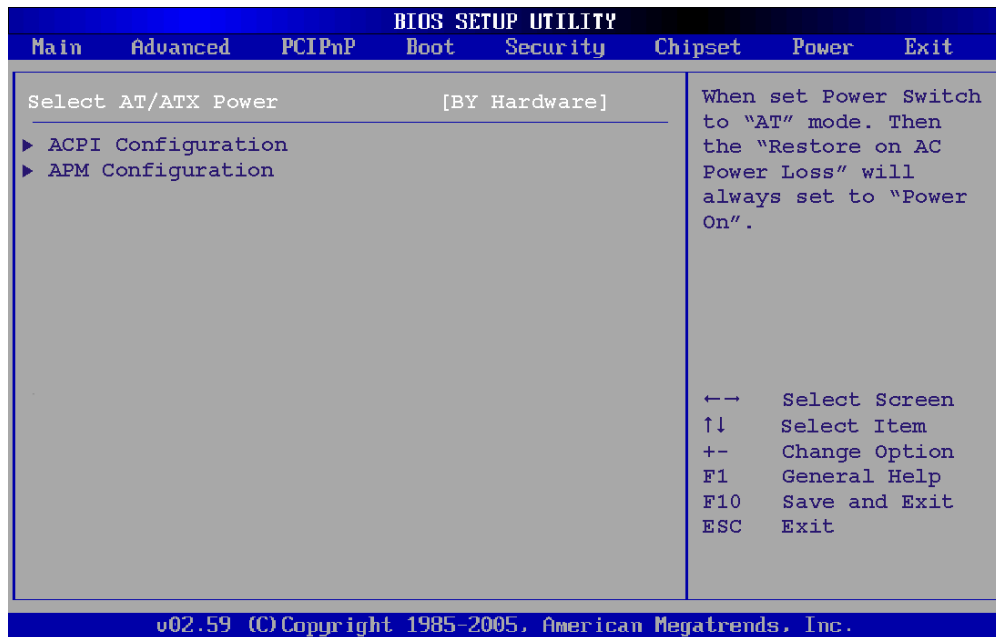 BIOS SETUP UTILITY
Main Advanced PCIPnP Boot Security Chipset Power Exit
Select AT/ATX Power [BY Hardware]
▶ ACPI Configuration
▶ APM Configuration
When set Power Switch
to “AT” mode. Then
the “Restore on AC
Power Loss” will
always set to “Power
On”.
←→ Select Screen
↑↓ Select Item
+- Change Option
F1 General Help
F10 Save and Exit
ESC Exit
v02.59 (C)Copyright 1985-2005, American Megatrends, Inc.